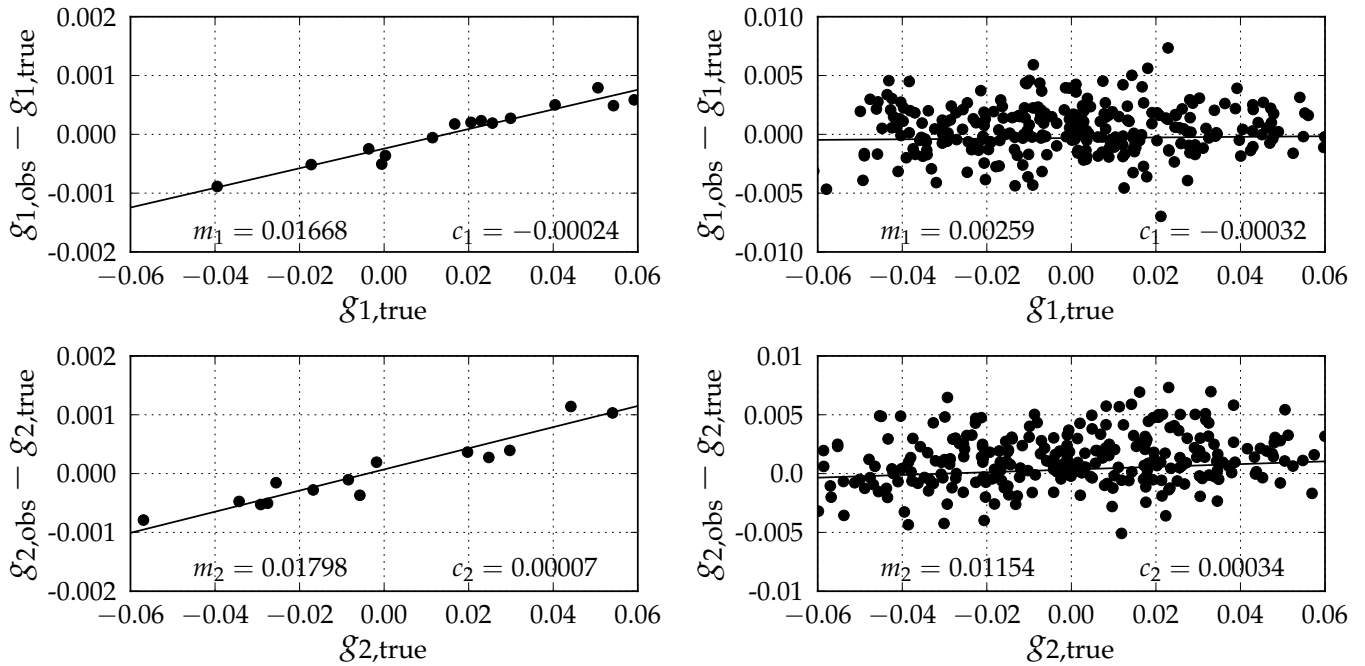 0.002
0.001
0.000
-0.001
-0.002
g1,obs − g1,true
m₁ = 0.01668
c₁ = −0.00024
−0.06 −0.04 −0.02 0.00 0.02 0.04 0.06
g1,true
0.010
0.005
0.000
-0.005
-0.010
g1,obs − g1,true
m₁ = 0.00259
c₁ = −0.00032
−0.06 −0.04 −0.02 0.00 0.02 0.04 0.06
g1,true
0.002
0.001
0.000
-0.001
-0.002
g2,obs − g2,true
m₂ = 0.01798
c₂ = 0.00007
−0.06 −0.04 −0.02 0.00 0.02 0.04 0.06
g2,true
0.01
0.005
0.0
-0.005
-0.01
g2,obs − g2,true
m₂ = 0.01154
c₂ = 0.00034
−0.06 −0.04 −0.02 0.00 0.02 0.04 0.06
g2,true